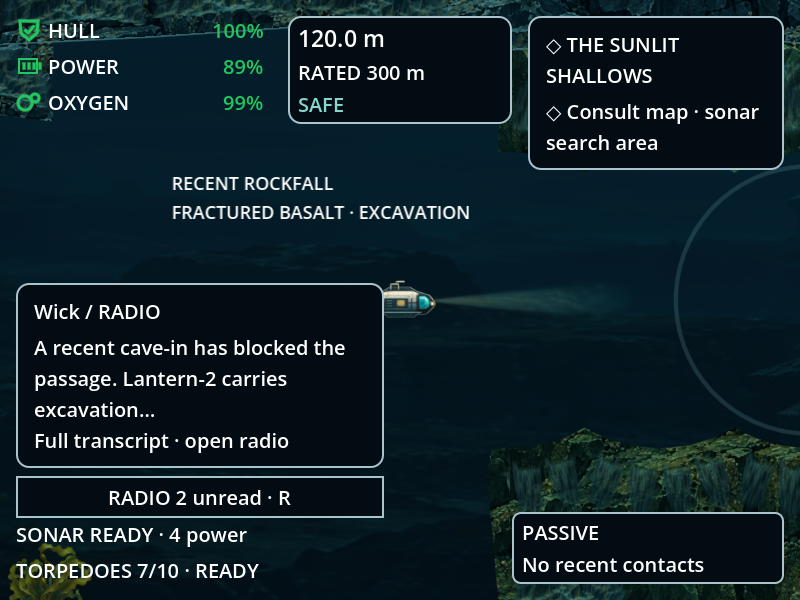 HULL 100%
POWER 89%
OXYGEN 99%
120.0 m
RATED 300 m
SAFE
◇ THE SUNLIT
SHALLOWS
◇ Consult map · sonar
search area
RECENT ROCKFALL
FRACTURED BASALT · EXCAVATION
Wick / RADIO
A recent cave-in has blocked the
passage. Lantern-2 carries
excavation...
Full transcript · open radio
RADIO 2 unread · R
SONAR READY · 4 power
TORPEDOES 7/10 · READY
PASSIVE
No recent contacts